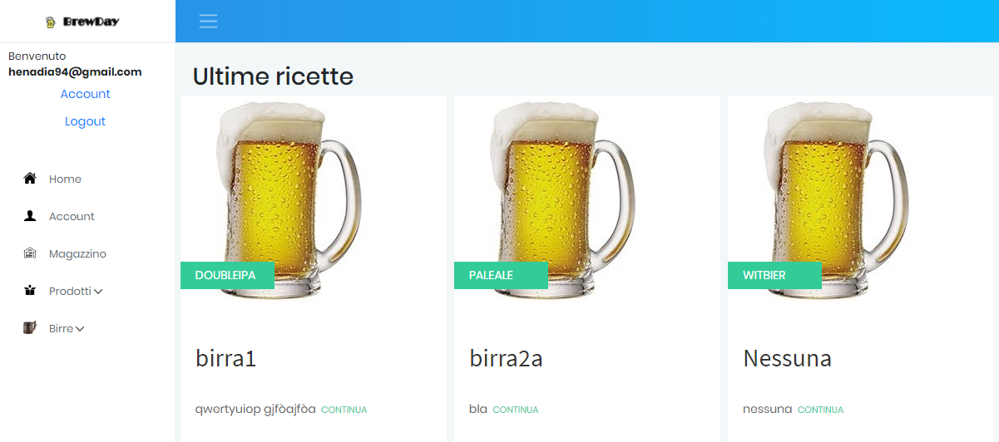 BrewDay
Benvenuto
henadia94@gmail.com
Account
Logout
Home
Account
Magazzino
Prodotti
Birre
Ultime ricette
DOUBLEIPA
birra1
qwertyuiop gjfòajfòa CONTINUA
PALEALE
birra2a
bla CONTINUA
WITBIER
Nessuna
nessuna CONTINUA